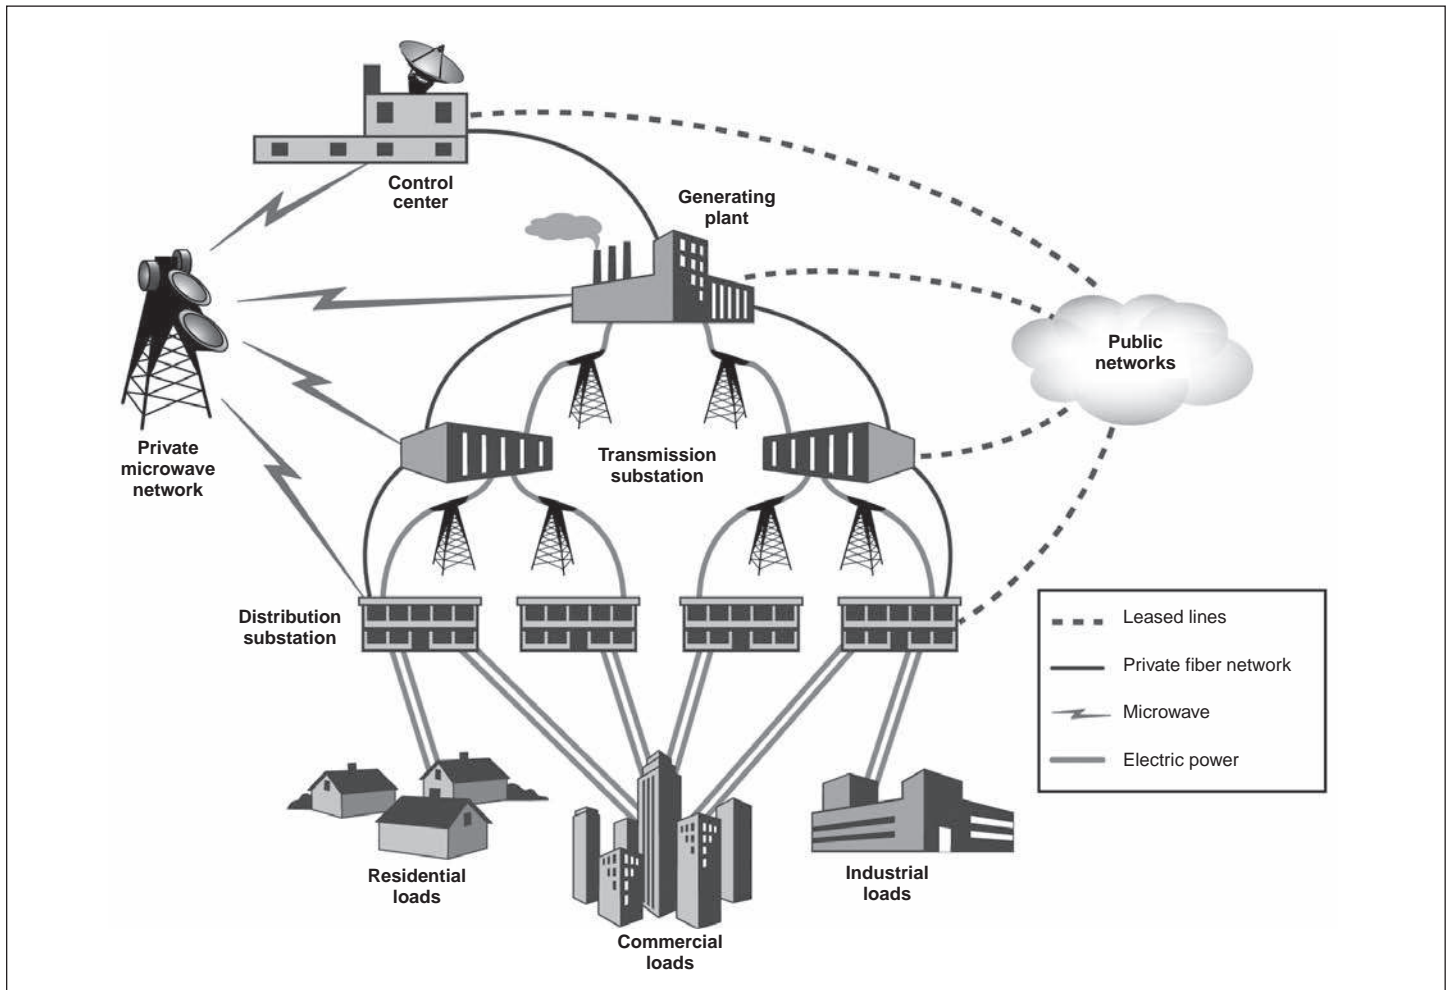 Control
center
Generating
plant
Public
networks
Private
microwave
network
Transmission
substation
Distribution
substation
Leased lines
Private fiber network
Microwave
Electric power
Residential
loads
Industrial
loads
Commercial
loads